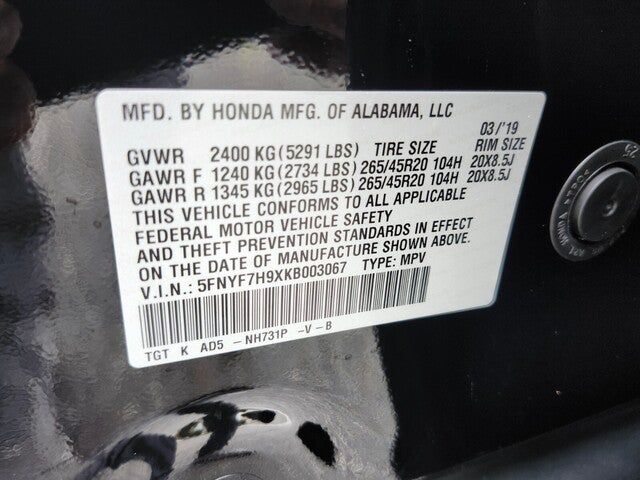 MFD. BY HONDA MFG. OF ALABAMA, LLC
03/'19
GVWR 2400 KG(5291 LBS) TIRE SIZE RIM SIZE
GAWR F 1240 KG(2734 LBS) 265/45R20 104H 20X8.5J
GAWR R 1345 KG(2965 LBS) 265/45R20 104H 20X8.5J
THIS VEHICLE CONFORMS TO ALL APPLICABLE
FEDERAL MOTOR VEHICLE SAFETY
AND THEFT PREVENTION STANDARDS IN EFFECT
ON THE DATE OF MANUFACTURE SHOWN ABOVE.
V.I.N.: 5FNYF7H9XKB003067 TYPE: MPV
TGT K AD5 -NH731P -V-B